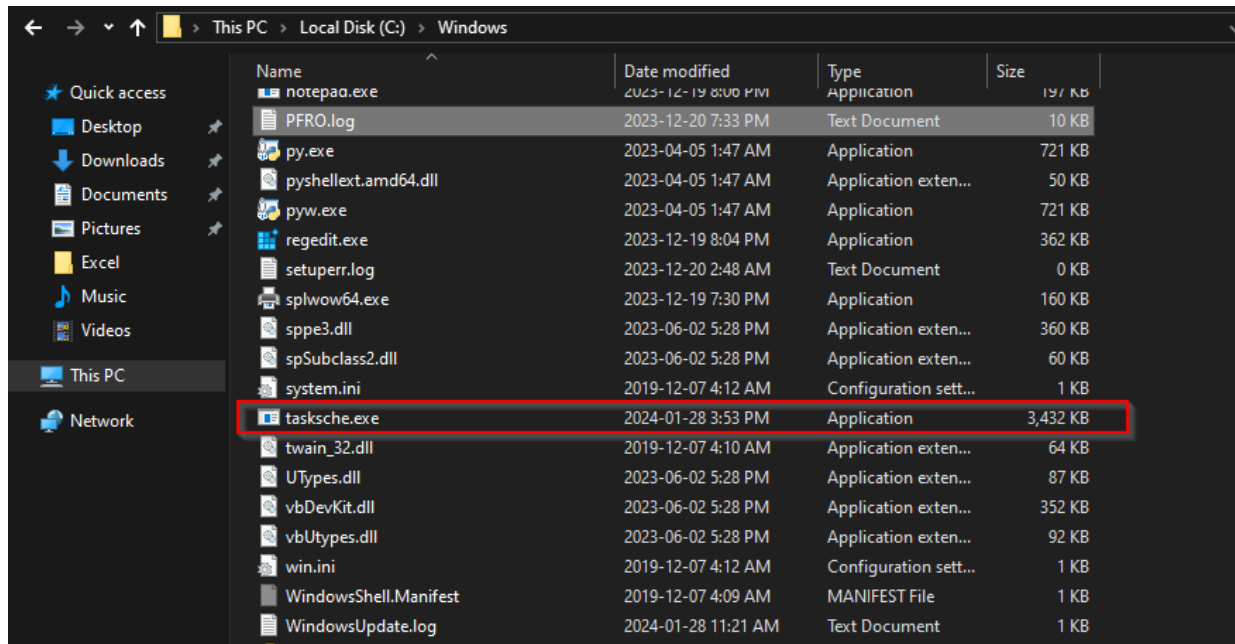 This PC > Local Disk (C:) > Windows
Name Date modified Type Size
Quick access
Desktop
Downloads
Documents
Pictures
Excel
Music
Videos
This PC
Network
notepad.exe 2023-12-19 8:06 PM Application 197 KB
PFRO.log 2023-12-20 7:33 PM Text Document 10 KB
py.exe 2023-04-05 1:47 AM Application 721 KB
pyshellext.amd64.dll 2023-04-05 1:47 AM Application exten... 50 KB
pyw.exe 2023-04-05 1:47 AM Application 721 KB
regedit.exe 2023-12-19 8:04 PM Application 362 KB
setuperr.log 2023-12-20 2:48 AM Text Document 0 KB
splwow64.exe 2023-12-19 7:30 PM Application 160 KB
sppe3.dll 2023-06-02 5:28 PM Application exten... 360 KB
spSubclass2.dll 2023-06-02 5:28 PM Application exten... 60 KB
system.ini 2019-12-07 4:12 AM Configuration sett... 1 KB
tasksche.exe 2024-01-28 3:53 PM Application 3,432 KB
twain_32.dll 2019-12-07 4:10 AM Application exten... 64 KB
UTypes.dll 2023-06-02 5:28 PM Application exten... 87 KB
vbDevKit.dll 2023-06-02 5:28 PM Application exten... 352 KB
vbUtypes.dll 2023-06-02 5:28 PM Application exten... 92 KB
win.ini 2019-12-07 4:12 AM Configuration sett... 1 KB
WindowsShell.Manifest 2019-12-07 4:09 AM MANIFEST File 1 KB
WindowsUpdate.log 2024-01-28 11:21 AM Text Document 1 KB